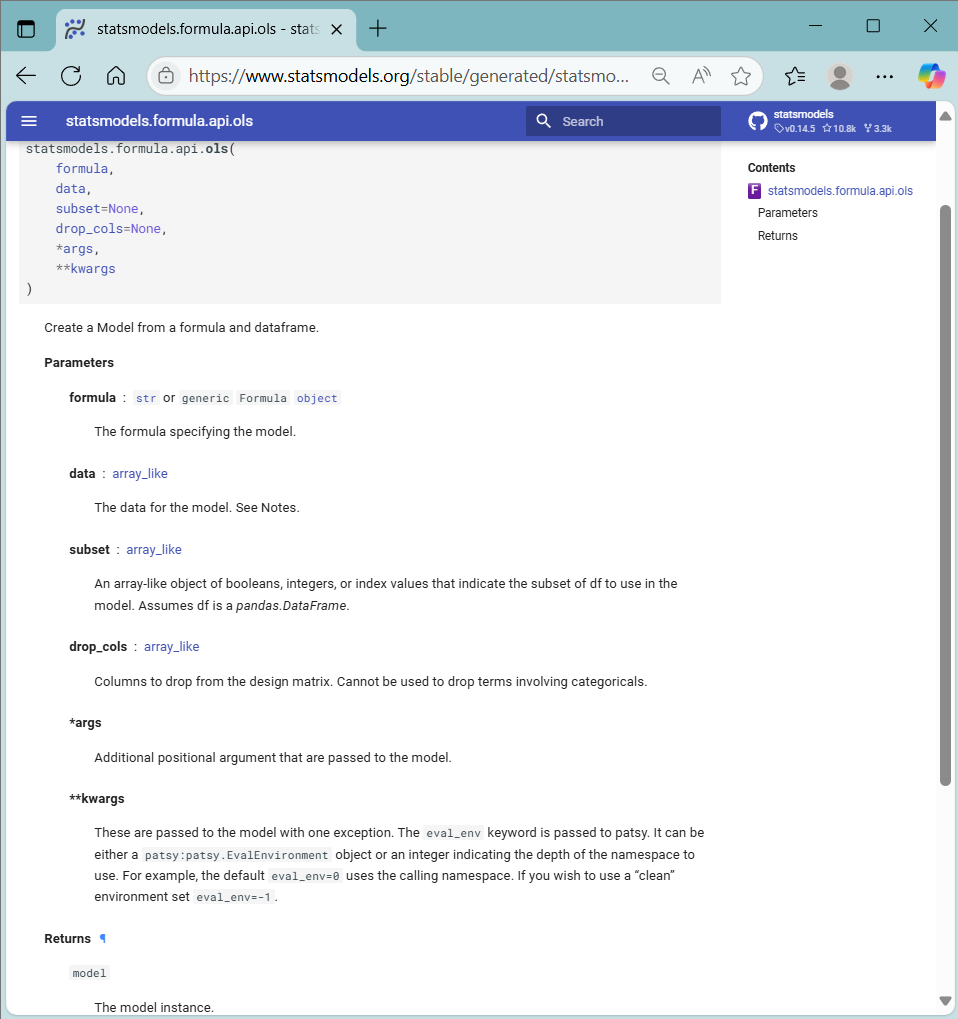 statsmodels.formula.api.ols - stats
https://www.statsmodels.org/stable/generated/statsmo...
statsmodels.formula.api.ols
Search
statsmodels
v0.14.5 10.8k 3.3k
statsmodels.formula.api.ols(
formula,
data,
subset=None,
drop_cols=None,
*args,
**kwargs
)
Contents
F statsmodels.formula.api.ols
Parameters
Returns
Create a Model from a formula and dataframe.
Parameters
formula : str or generic Formula object
The formula specifying the model.
data : array_like
The data for the model. See Notes.
subset : array_like
An array-like object of booleans, integers, or index values that indicate the subset of df to use in the
model. Assumes df is a pandas.DataFrame.
drop_cols : array_like
Columns to drop from the design matrix. Cannot be used to drop terms involving categoricals.
*args
Additional positional argument that are passed to the model.
**kwargs
These are passed to the model with one exception. The eval_env keyword is passed to patsy. It can be
either a patsy:patsy.EvalEnvironment object or an integer indicating the depth of the namespace to
use. For example, the default eval_env=0 uses the calling namespace. If you wish to use a “clean”
environment set eval_env=-1.
Returns ¶
model
The model instance.